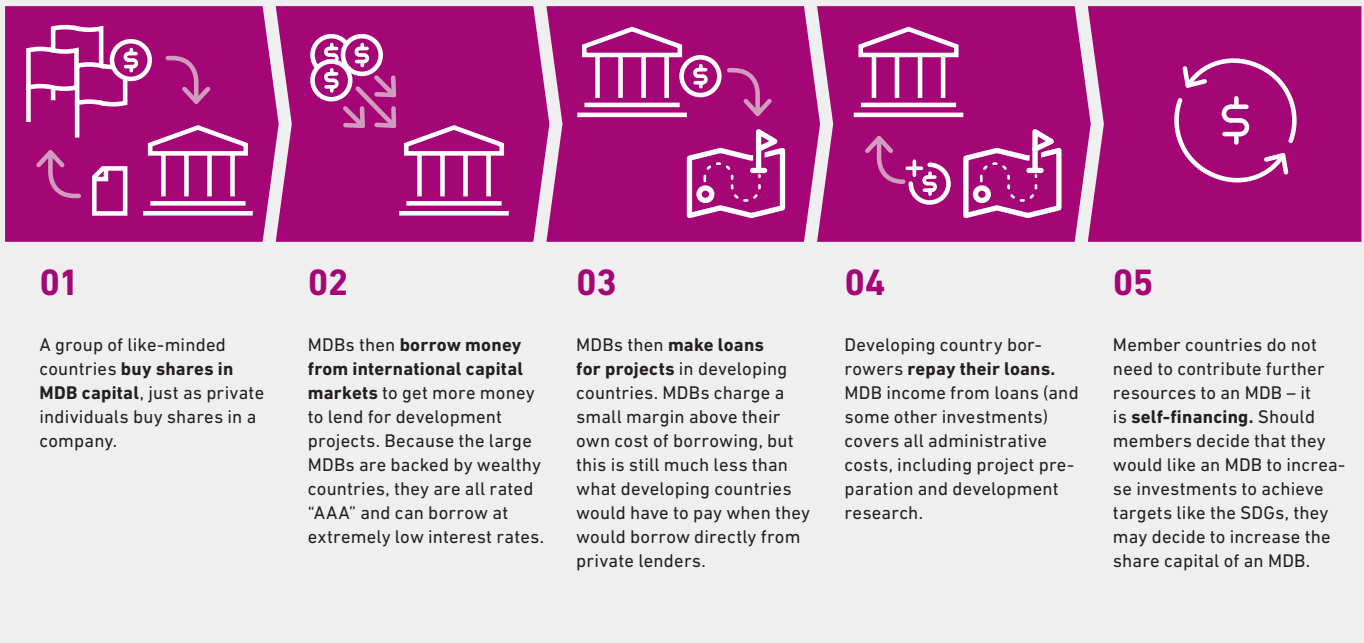 01
A group of like-minded
countries buy shares in
MDB capital, just as private
individuals buy shares in a
company.
02
MDBs then borrow money
from international capital
markets to get more money
to lend for development
projects. Because the large
MDBs are backed by wealthy
countries, they are all rated
“AAA” and can borrow at
extremely low interest rates.
03
MDBs then make loans
for projects in developing
countries. MDBs charge a
small margin above their
own cost of borrowing, but
this is still much less than
what developing countries
would have to pay when they
would borrow directly from
private lenders.
04
Developing country bor-
rowers repay their loans.
MDB income from loans (and
some other investments)
covers all administrative
costs, including project pre-
paration and development
research.
05
Member countries do not
need to contribute further
resources to an MDB – it
is self-financing. Should
members decide that they
would like an MDB to increa-
se investments to achieve
targets like the SDGs, they
may decide to increase the
share capital of an MDB.